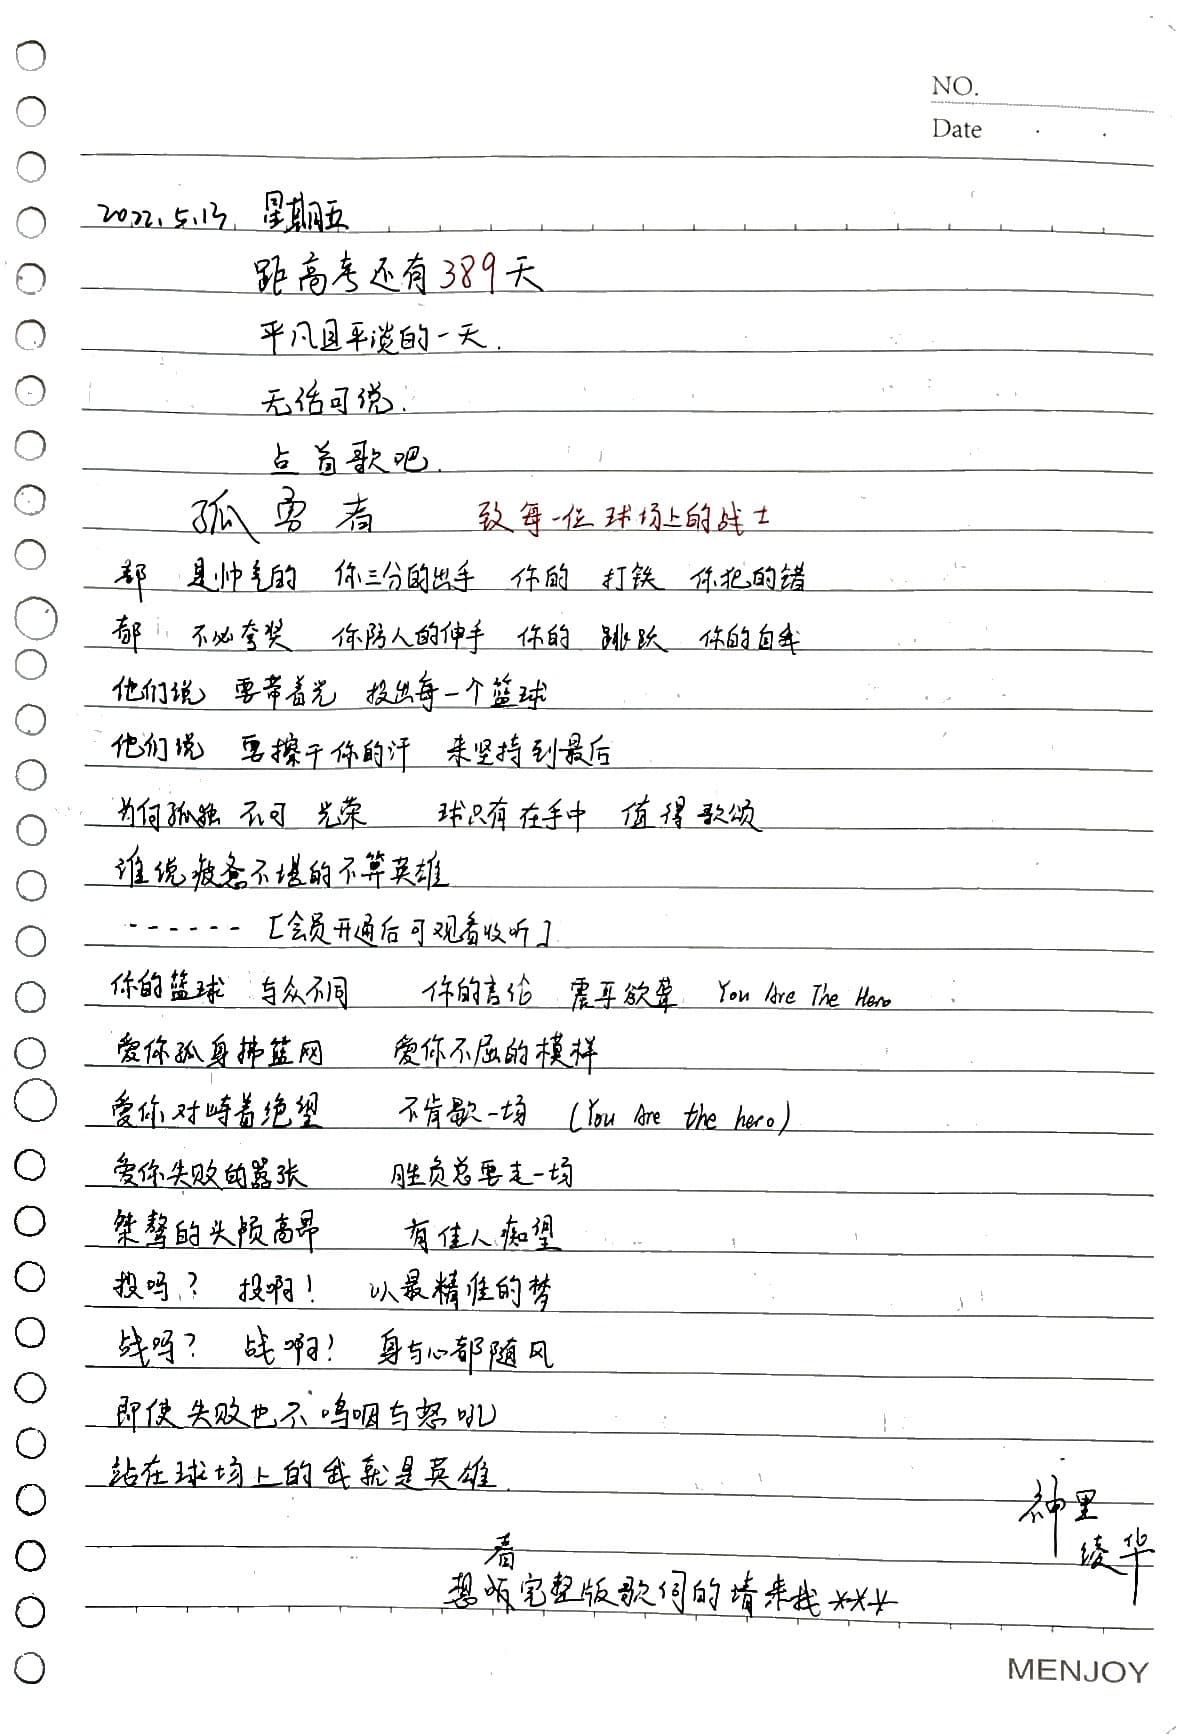 NO.
Date
2022.5.13. 星期五
距高考还有389天
平凡且平淡的一天.
无话可说.
占首歌吧.
孤勇者 致每一位球场上的战士
都 是帅气的 你三分的出手 你的 打铁 你犯的错
都 不必夸奖 你防人的伸手 你的 跳跃 你的自我
他们说 要带着光 投出每一个篮球
他们说 要擦干你的汗 来坚持到最后
为何孤独 不可 光荣 球只有在手中 值得歌颂
谁说疲惫不堪的不算英雄
------ [会员开通后可观看收听]
你的篮球 与众不同 你的言论 震耳欲聋 You Are The Hero
爱你孤身拂篮网 爱你不屈的模样
爱你对峙着绝望 不肯歇一场 (You Are the hero)
爱你失败的嚣张 胜负总要走一场
桀骜的头颅高昂 有佳人痴望
投吗? 投啊! 以最精准的梦
战吗? 战啊! 身与心都随风
即使失败也不呜咽与怒吼
站在球场上的我就是英雄.
神里
绫华
看
想听完整版歌词的请来找***
MENJOY